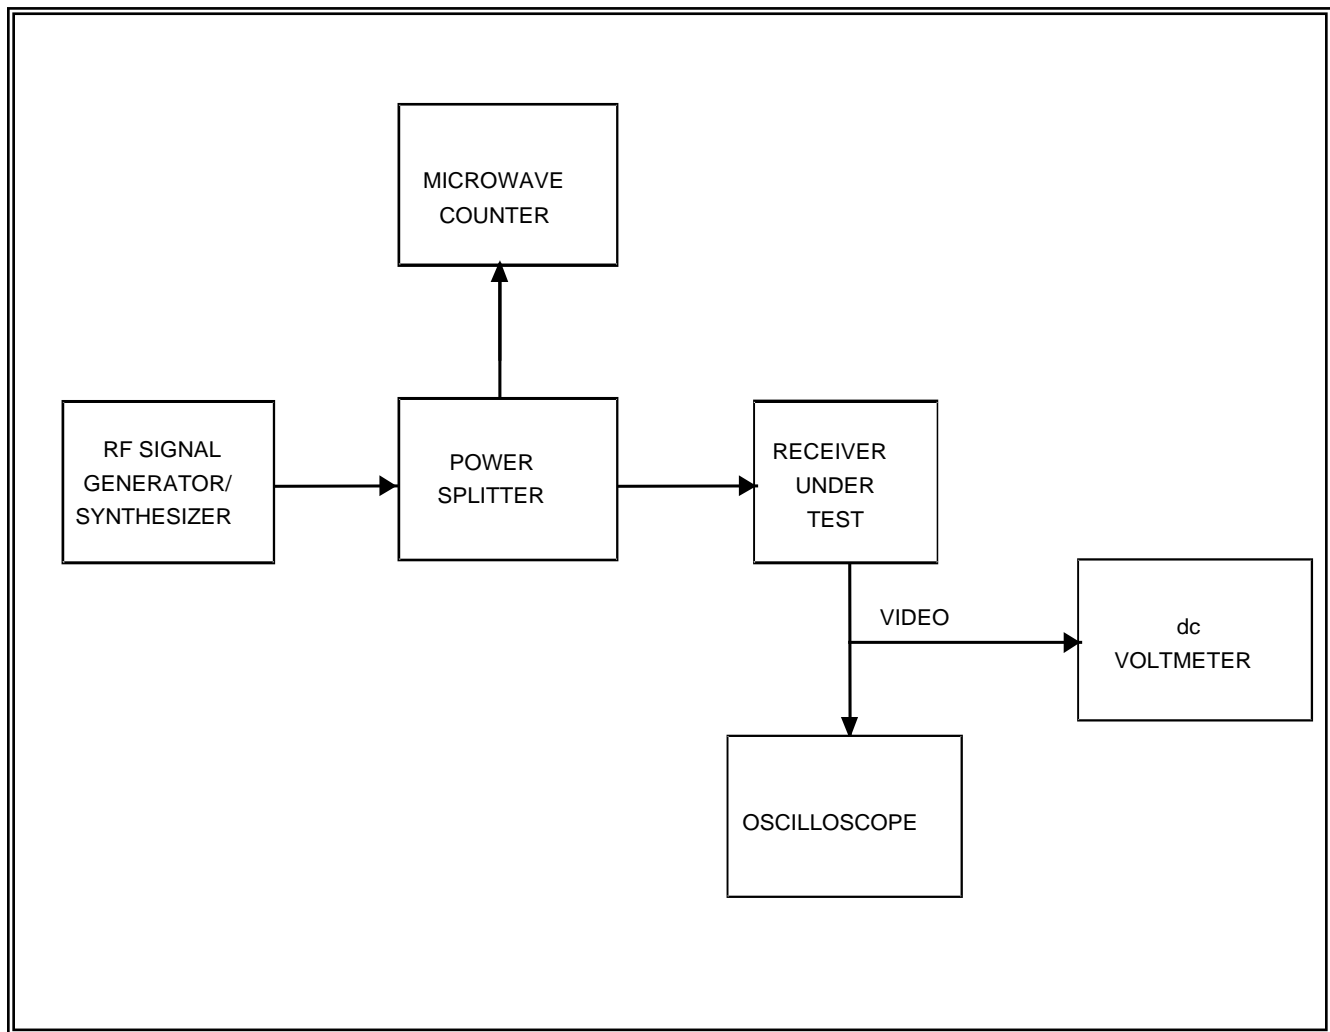 MICROWAVE
COUNTER
RF SIGNAL
GENERATOR/
SYNTHESIZER
POWER
SPLITTER
RECEIVER
UNDER
TEST
VIDEO
dc
VOLTMETER
OSCILLOSCOPE